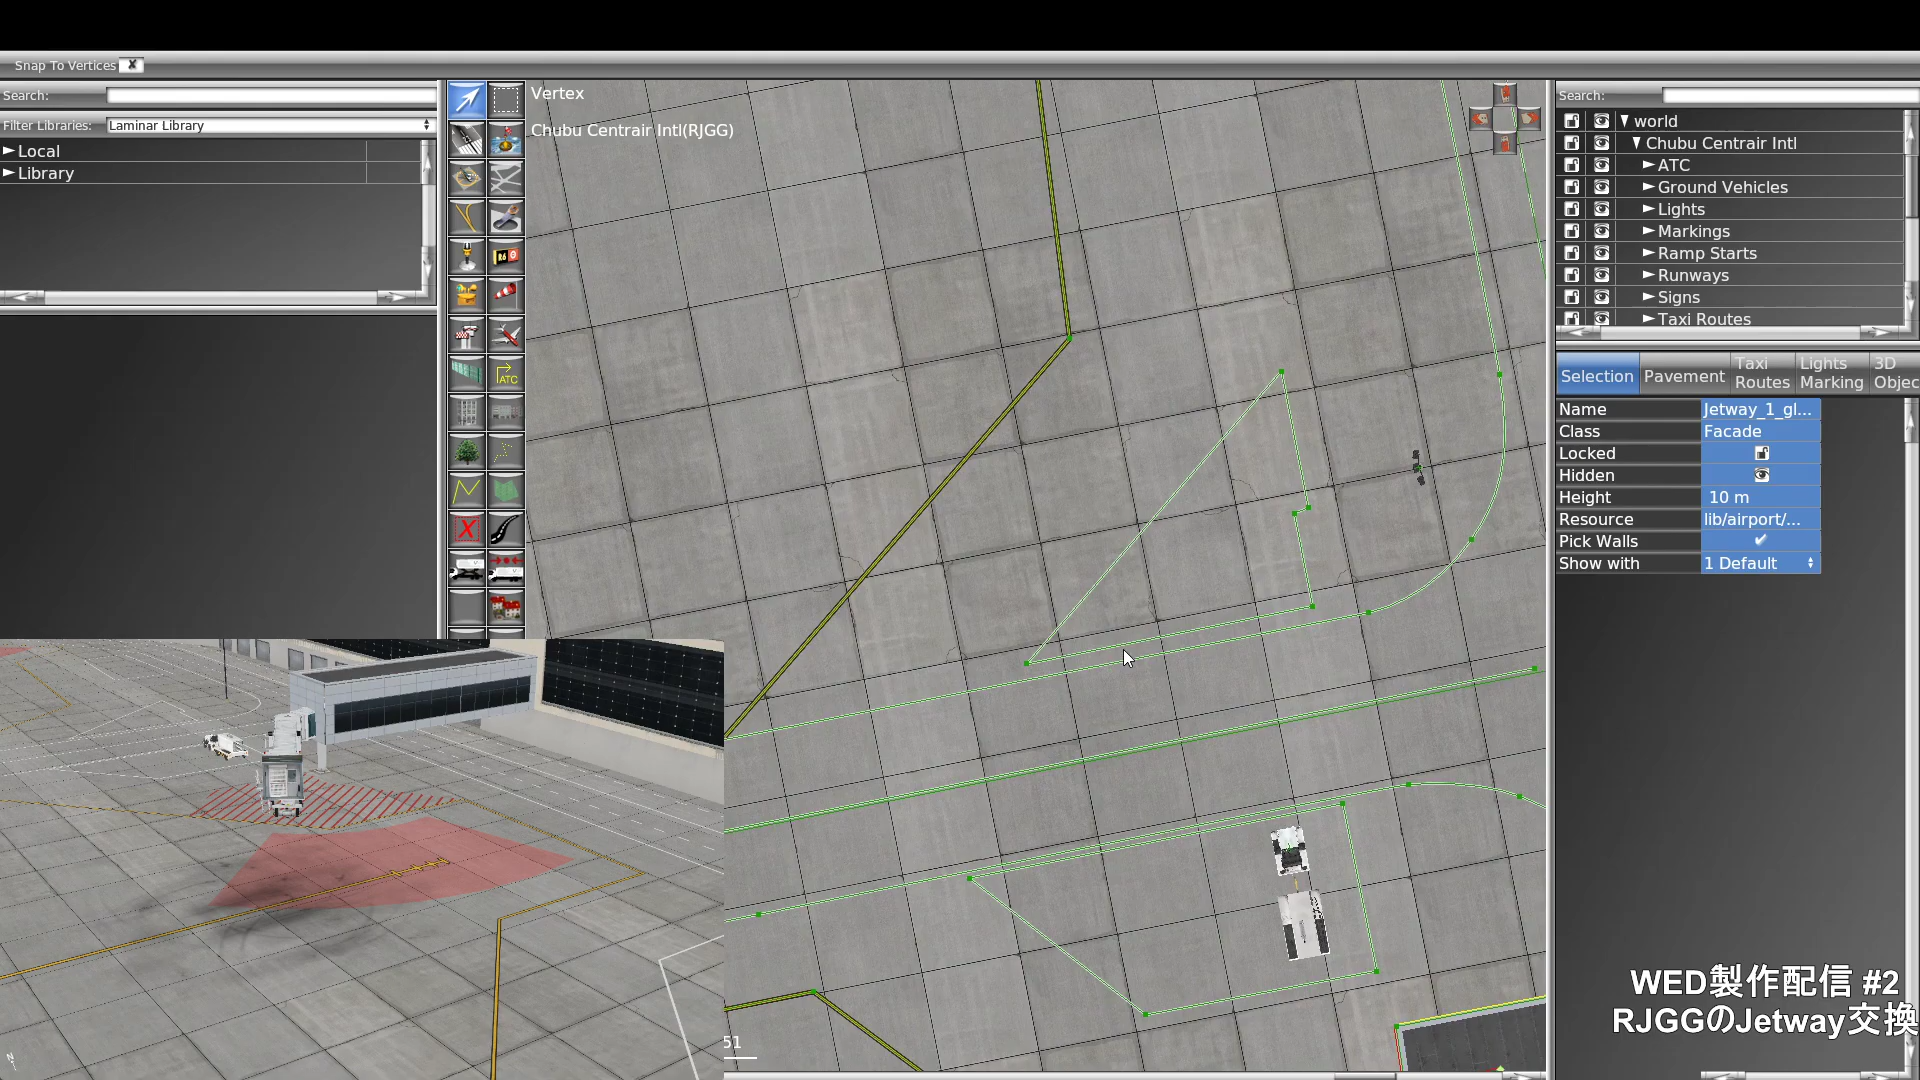 Snap To Vertices X
Search:
Filter Libraries: Laminar Library
Local
Library
Vertex
Chubu Centrair Intl(RJGG)
ATC
51
Search:
world
Chubu Centrair Intl
ATC
Ground Vehicles
Lights
Markings
Ramp Starts
Runways
Signs
Taxi Routes
Selection
Pavement
Taxi Routes
Lights Marking
3D Objec
Name Jetway_1_gl...
Class Facade
Locked
Hidden
Height 10 m
Resource lib/airport/...
Pick Walls
Show with 1 Default
WED製作配信 #2
RJGGのJetway交換